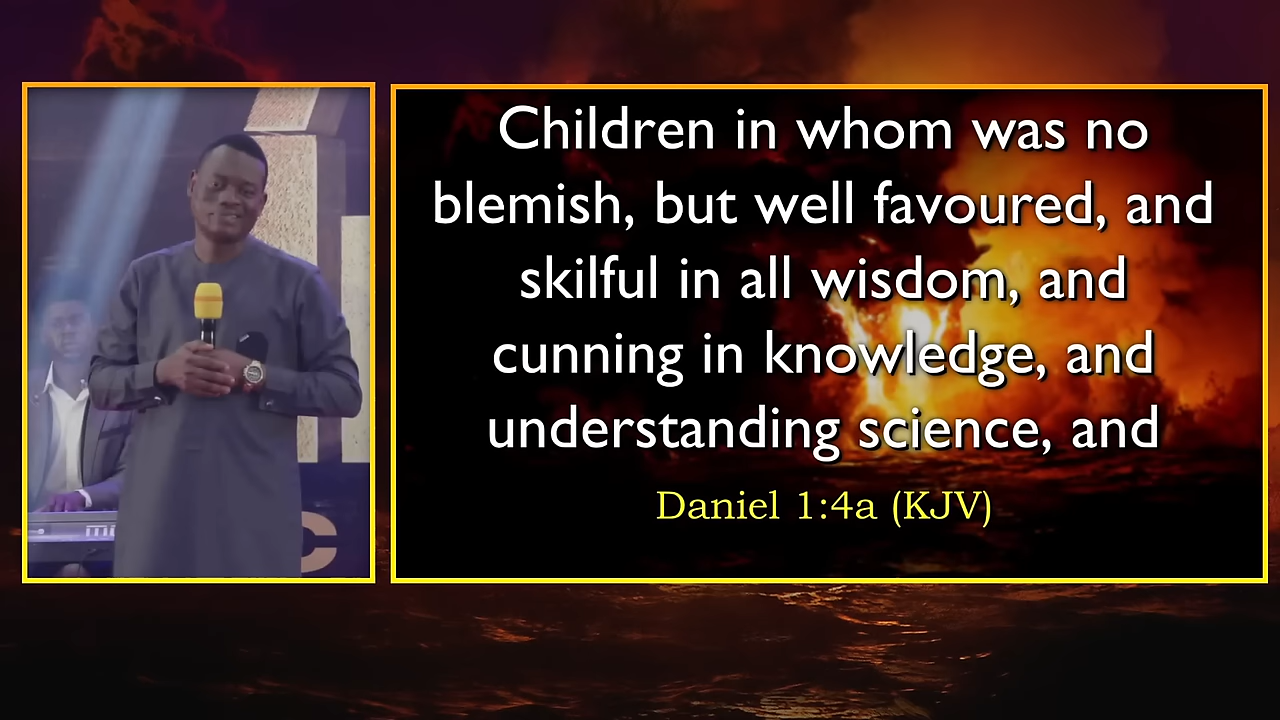 Children in whom was no
blemish, but well favoured, and
skilful in all wisdom, and
cunning in knowledge, and
understanding science, and
Daniel 1:4a (KJV)